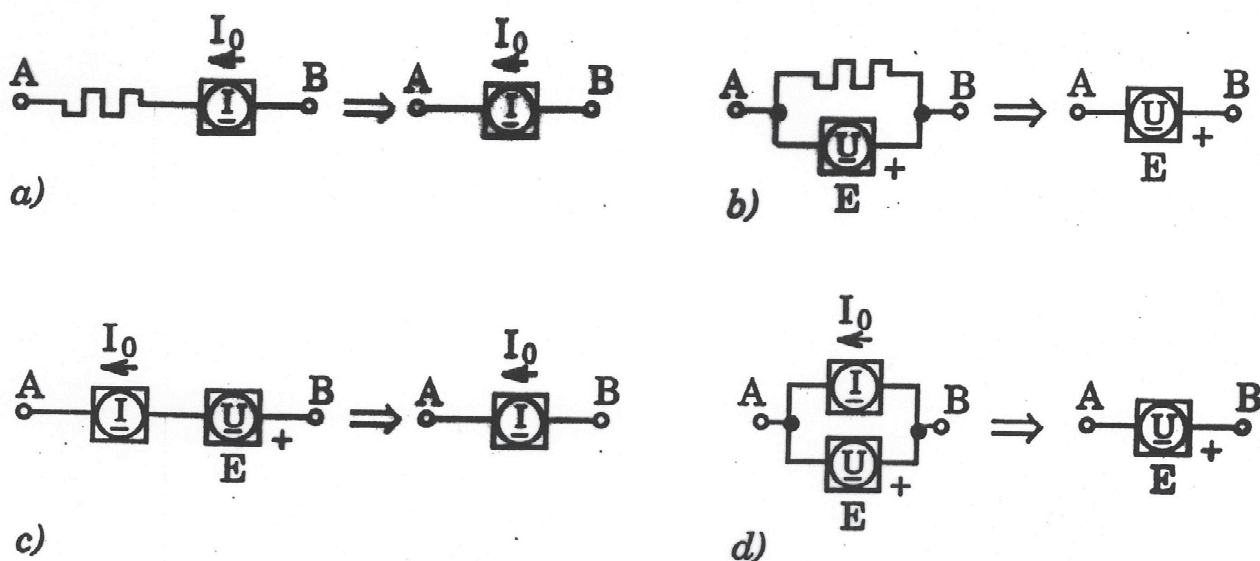 I₀
A I B
I₀
A I B
a)
A U + B
E
A U + B
E
b)
I₀
A I U + B
E
I₀
A I B
c)
I₀
A I B
U +
E
A U + B
E
d)